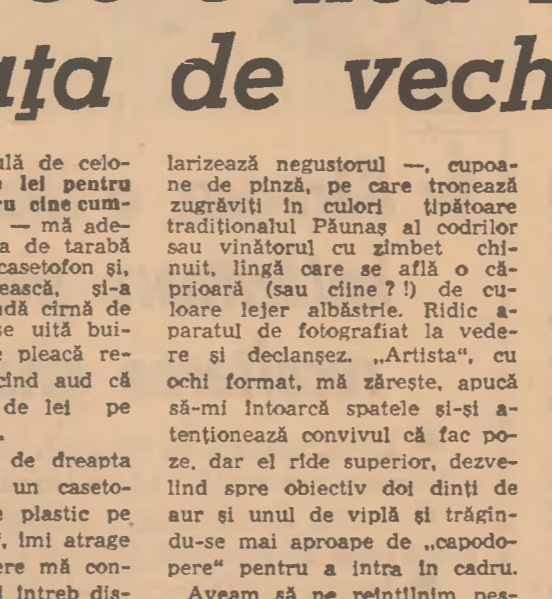 de vech
ulă de celo-
lei pentru
ru cine cum-
— mă ade-
a de tarabă
casetofon și,
ească, și-a
ndă cîrnă de
se uită bui-
e pleacă re-
cînd aud că
de lei pe
de dreapta
un caseto-
e plastic pe
", îmi atrage
ere mă con-
întreb dis-
larizează negustorul —, cupoa-
ne de pînză, pe care tronează
zugrăviți în culori țipătoare
tradiționalul Păunaș al codrilor
sau vînătorul cu zîmbet chi-
nuit, lîngă care se află o că-
prioară (sau cîine ? !) de cu-
loare lejer albăstrie. Ridic a-
paratul de fotografiat la vede-
re și declanșez. „Artista“, cu
ochi format, mă zărește, apucă
să-mi întoarcă spatele și-și a-
tenționează convivul că fac po-
ze, dar el rîde superior, dezve-
lind spre obiectiv doi dinți de
aur și unul de viplă și trăgîn-
du-se mai aproape de „capodo-
pere“ pentru a intra în cadru.
Aveam să ne reîntîlnim pes-